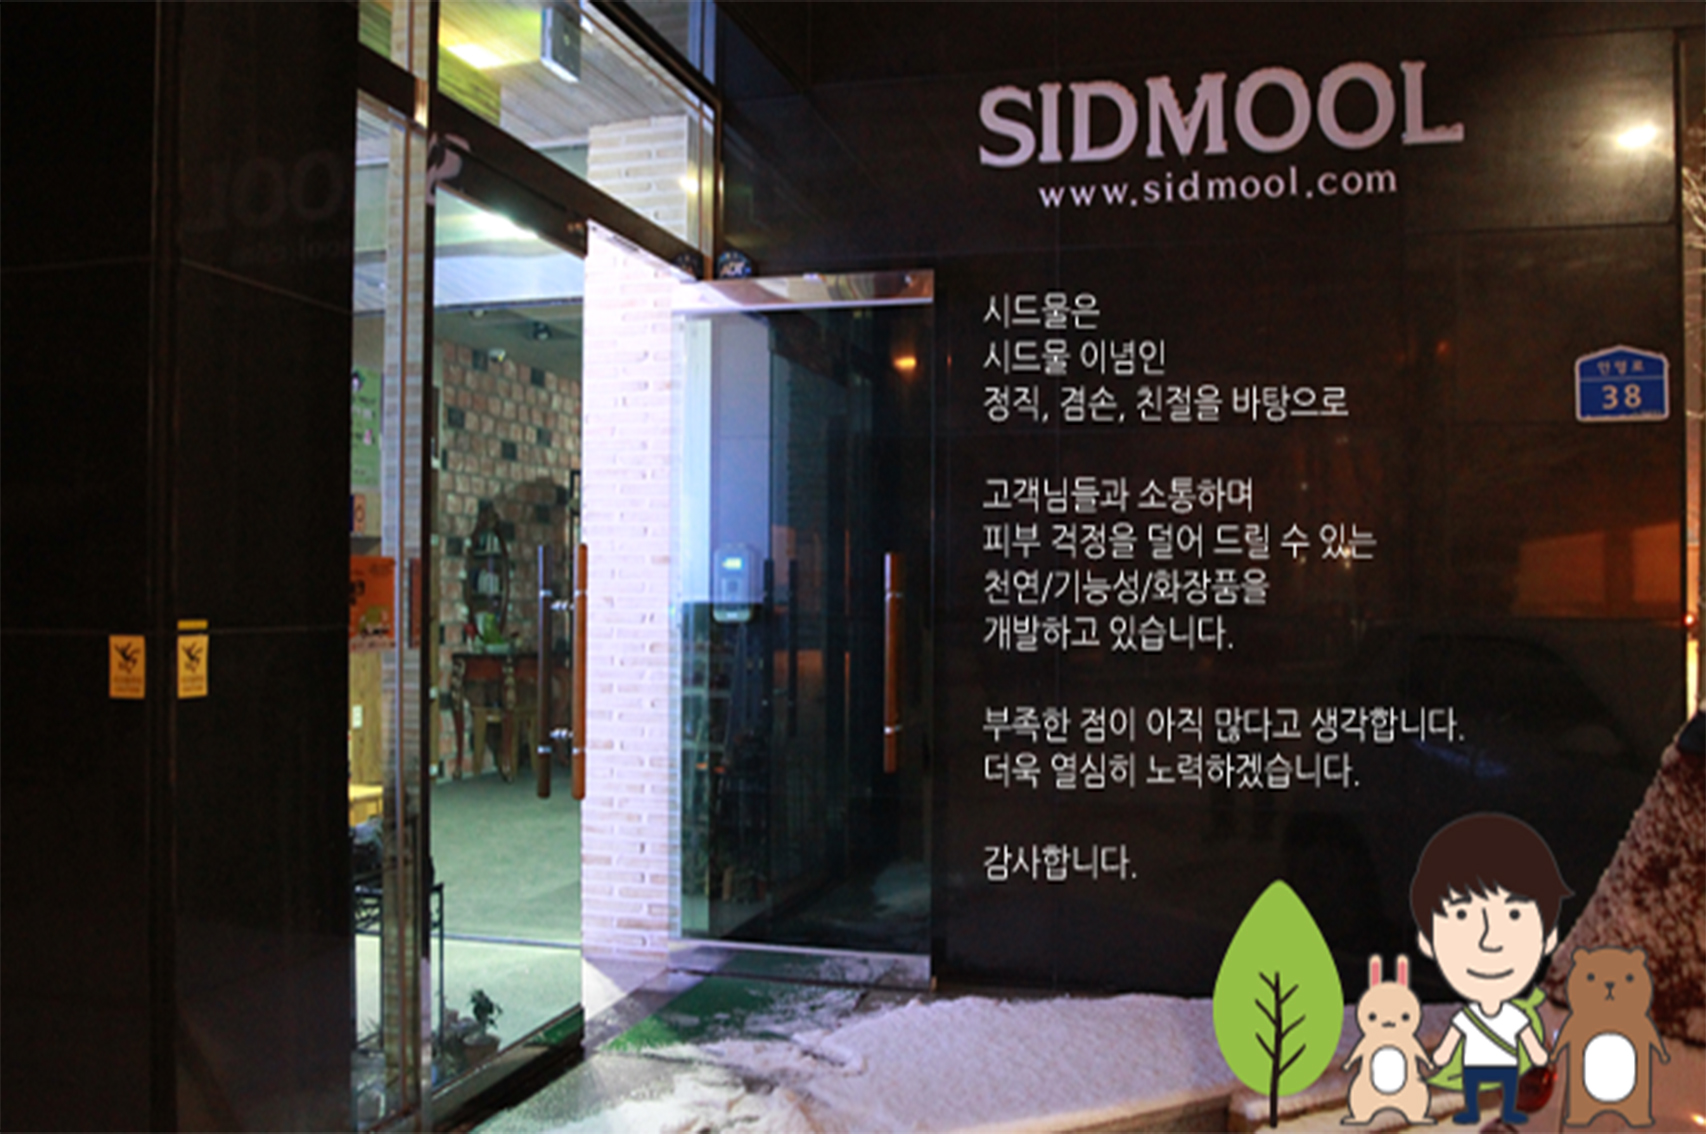 SIDMOOL
www.sidmool.com
시드물은
시드물 이념인
정직, 겸손, 친절을 바탕으로
안영로
38
고객님들과 소통하며
피부 걱정을 덜어 드릴 수 있는
천연/기능성/화장품을
개발하고 있습니다.
부족한 점이 아직 많다고 생각합니다.
더욱 열심히 노력하겠습니다.
감사합니다.